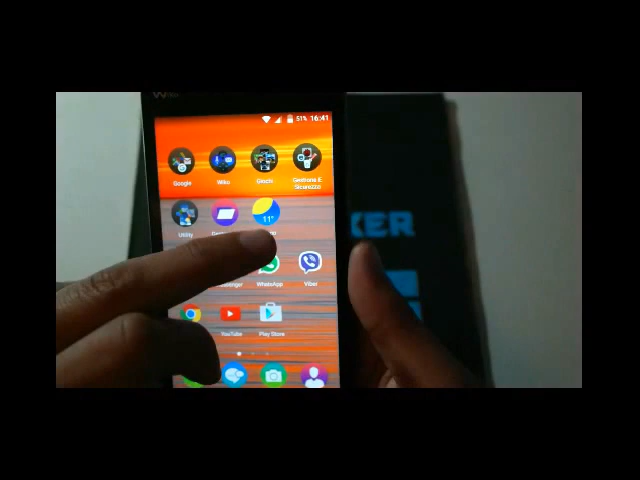 51% 16:41
Google Wiko Giochi Gestione E
Sicurezza
Utility
11°
WhatsApp Viber
YouTube Play Store
KER